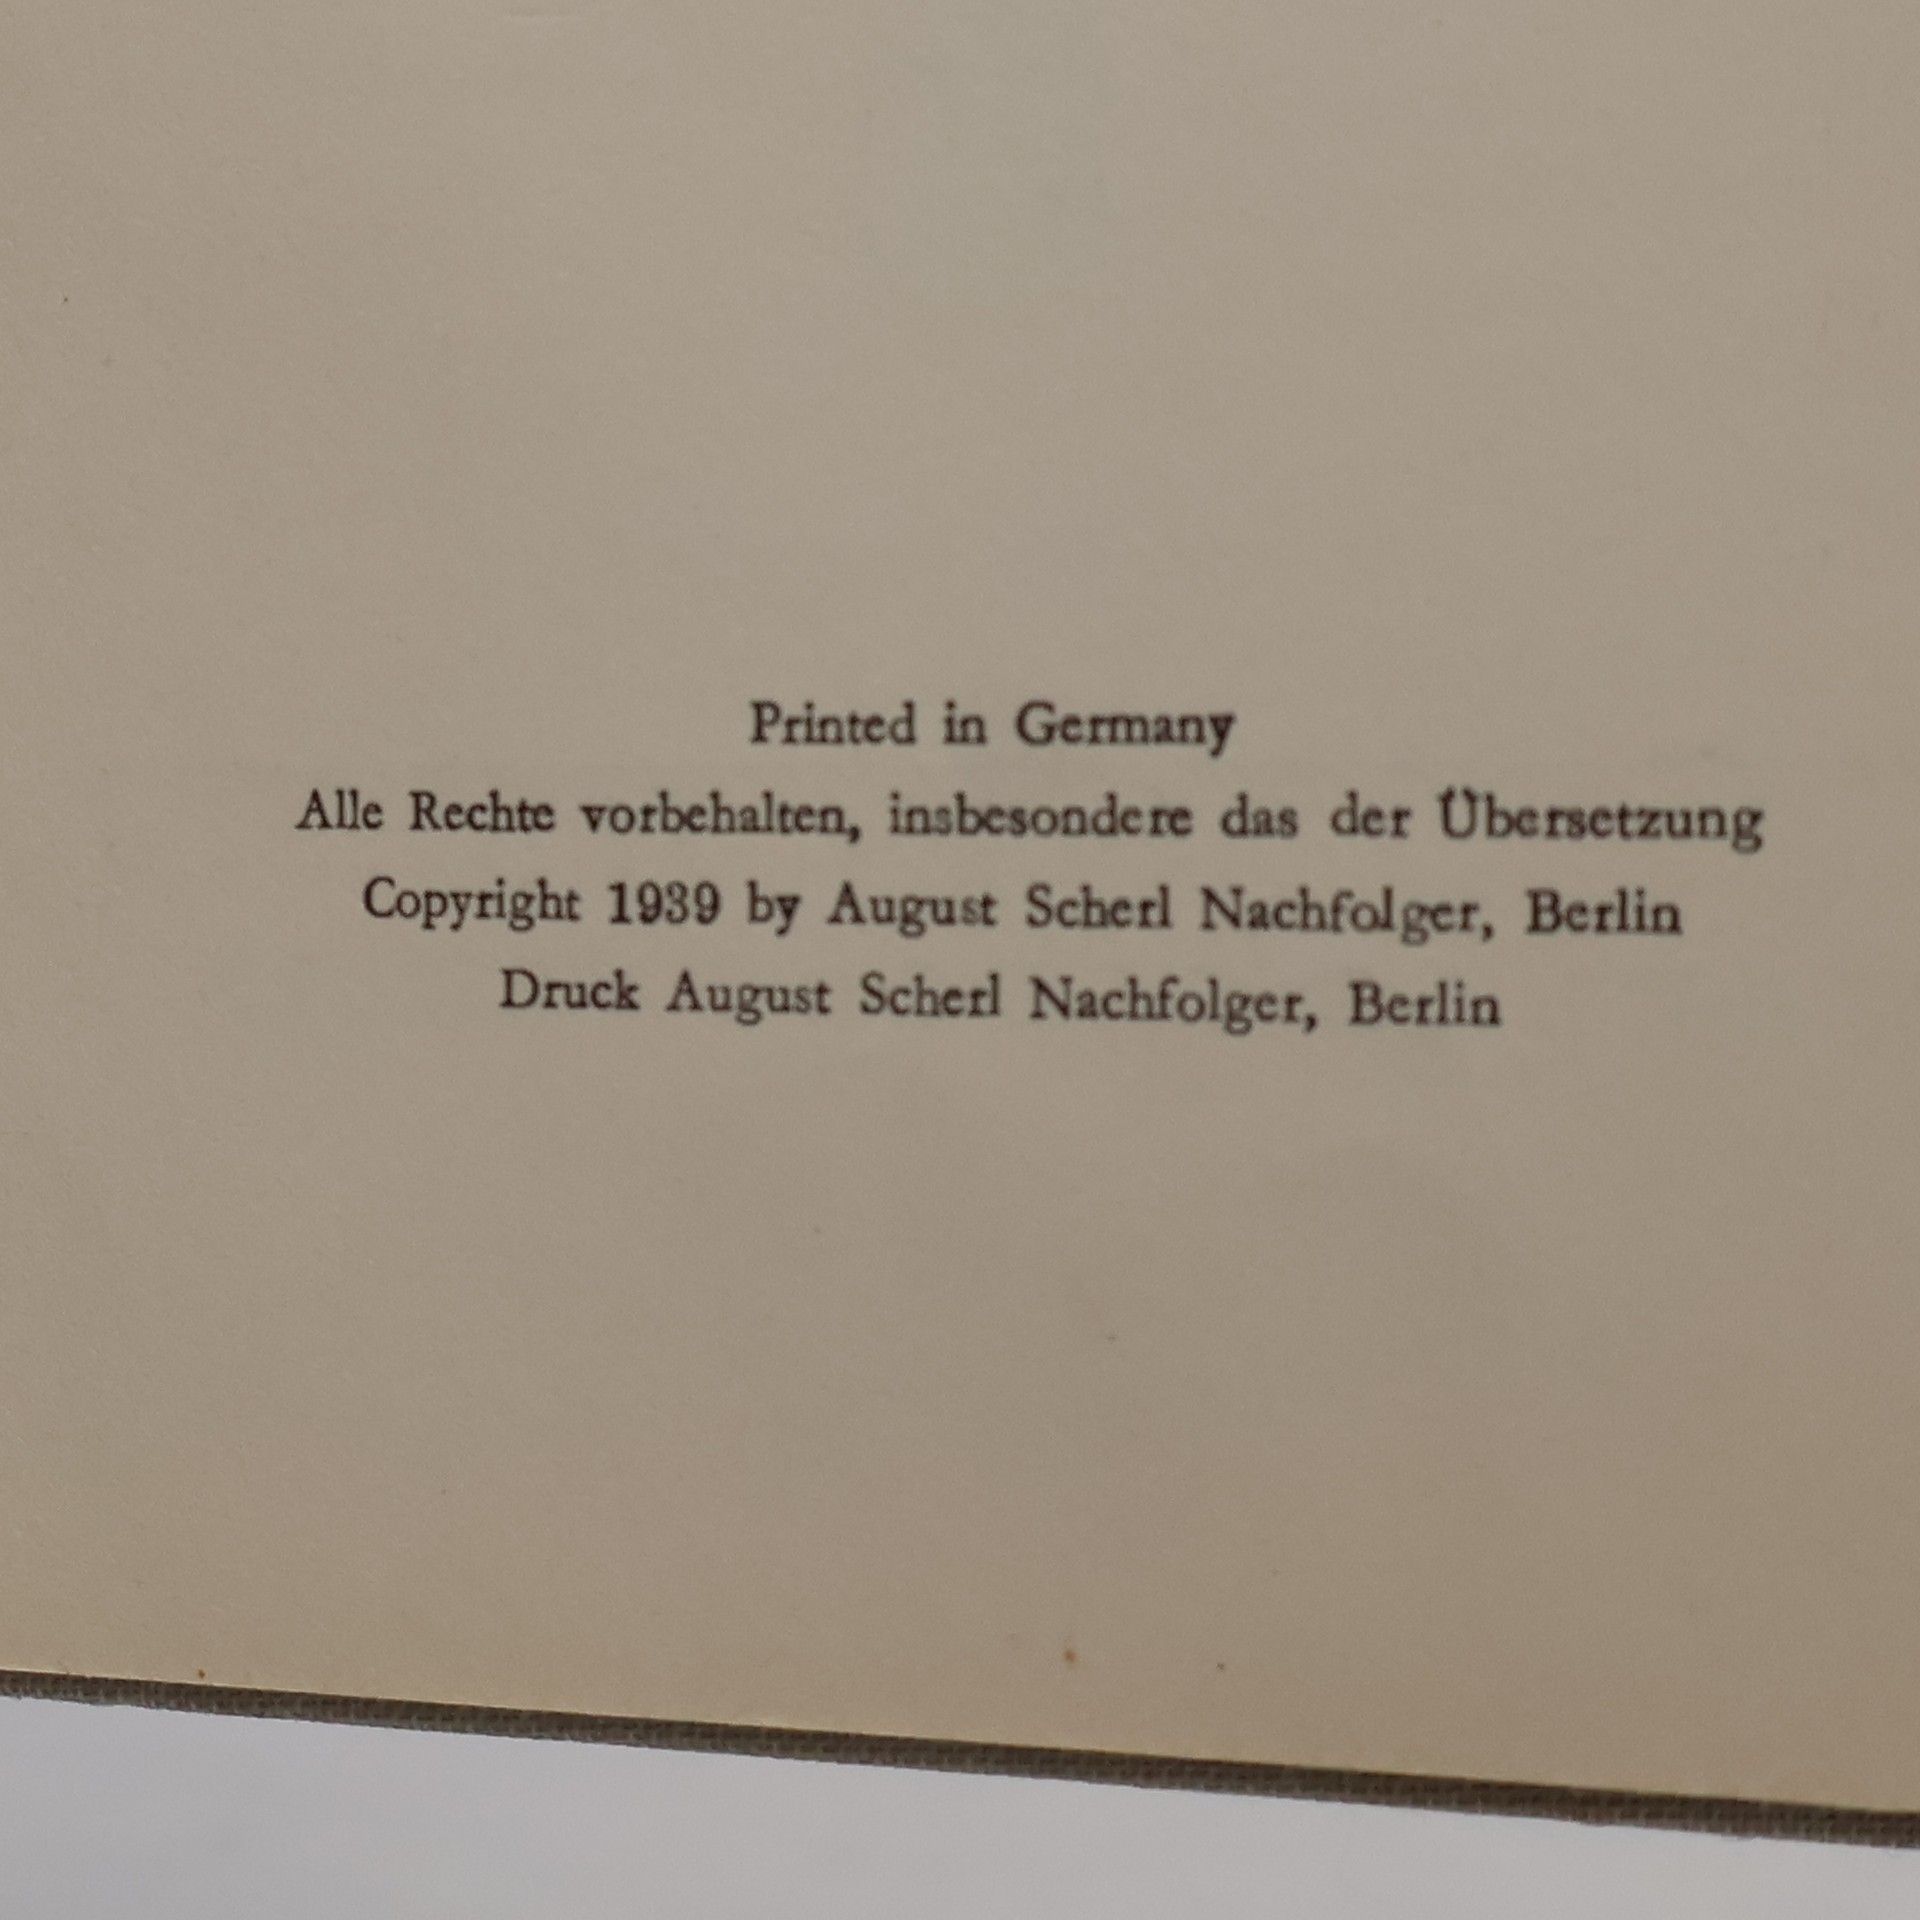 Printed in Germany
Alle Rechte vorbehalten, insbesondere das der Übersetzung
Copyright 1939 by August Scherl Nachfolger, Berlin
Druck August Scherl Nachfolger, Berlin